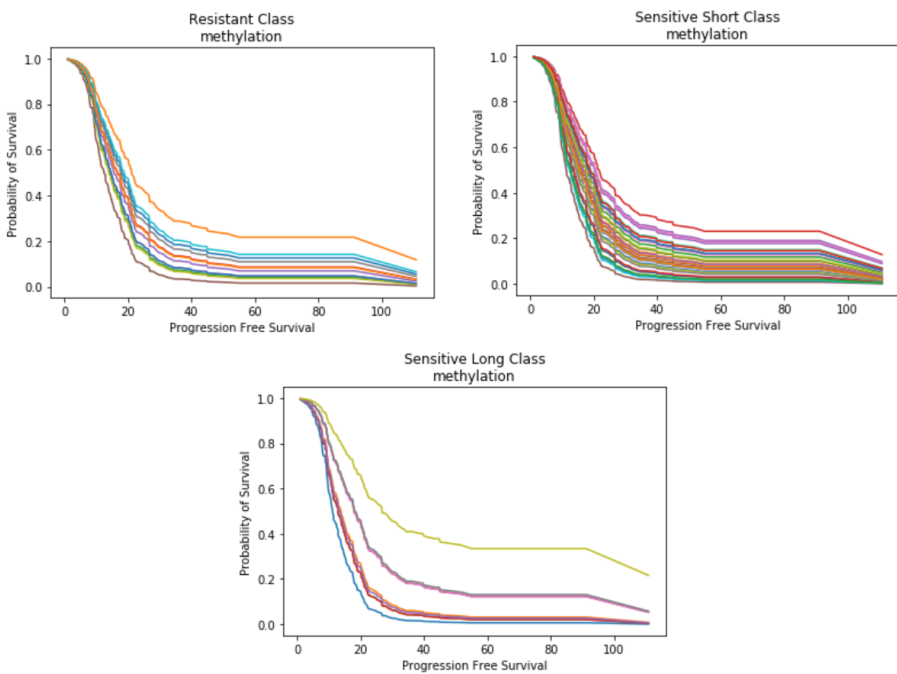 Resistant Class
methylation
1.0
0.8
0.6
0.4
0.2
0.0
Probability of Survival
0 20 40 60 80 100
Progression Free Survival
Sensitive Short Class
methylation
1.0
0.8
0.6
0.4
0.2
0.0
Probability of Survival
0 20 40 60 80 100
Progression Free Survival
Sensitive Long Class
methylation
1.0
0.8
0.6
0.4
0.2
0.0
Probability of Survival
0 20 40 60 80 100
Progression Free Survival